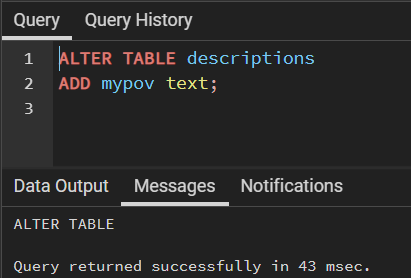 Query Query History
1 ALTER TABLE descriptions
2 ADD mypov text;
3
Data Output Messages Notifications
ALTER TABLE
Query returned successfully in 43 msec.